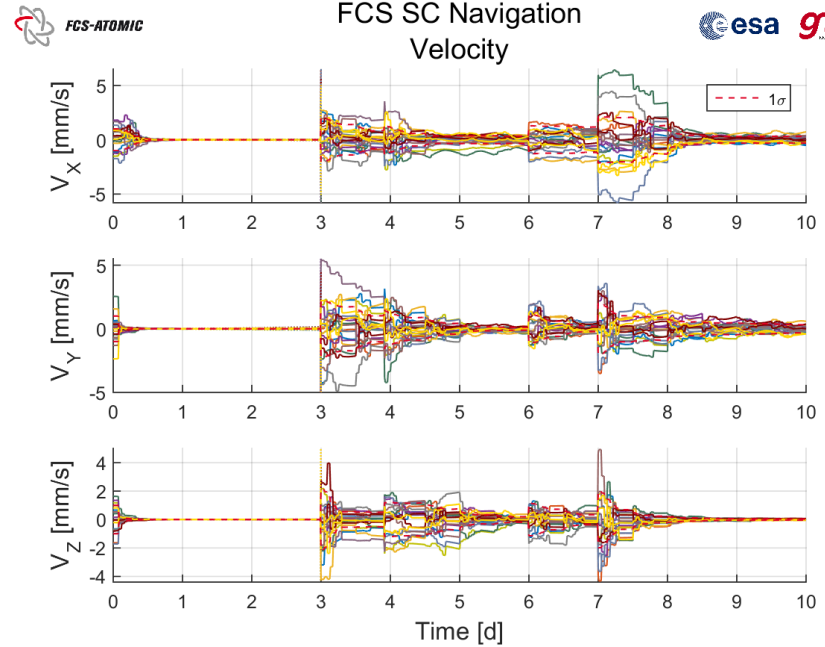 FCS-ATOMIC
FCS SC Navigation
Velocity
esa
1σ
V_X [mm/s]
5
0
-5
0 1 2 3 4 5 6 7 8 9 10
V_Y [mm/s]
5
0
-5
0 1 2 3 4 5 6 7 8 9 10
V_Z [mm/s]
4
2
0
-2
-4
0 1 2 3 4 5 6 7 8 9 10
Time [d]